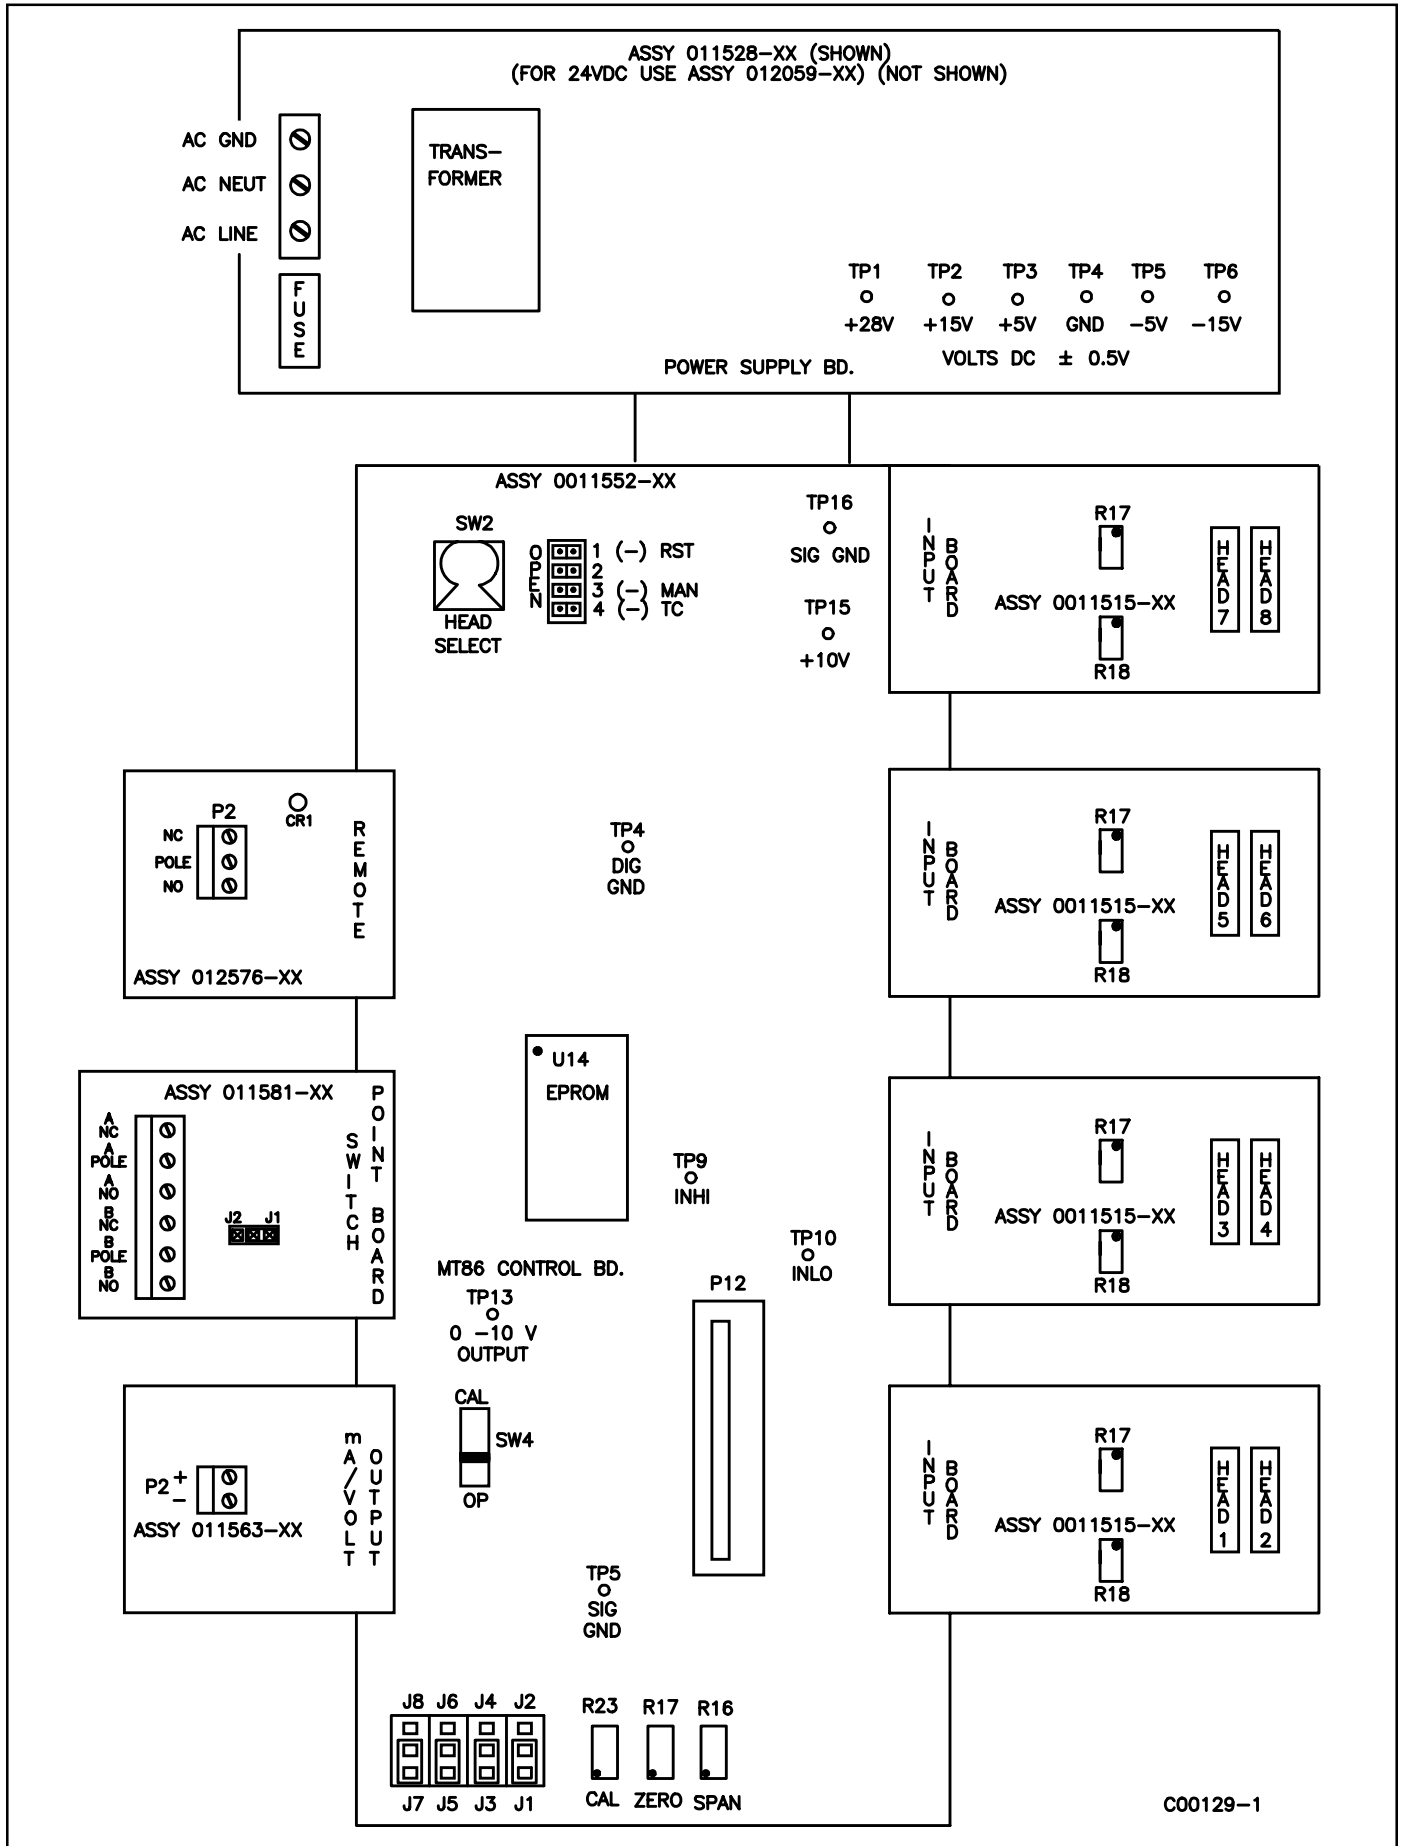 ASSY 011528-XX (SHOWN)
(FOR 24VDC USE ASSY 012059-XX) (NOT SHOWN)
AC GND
AC NEUT
AC LINE
FUSE
TRANS-
FORMER
TP1 TP2 TP3 TP4 TP5 TP6
+28V +15V +5V GND -5V -15V
VOLTS DC ± 0.5V
POWER SUPPLY BD.
ASSY 0011552-XX
SW2
HEAD
SELECT
OPEN
1 (-) RST
2
3 (-) MAN
4 (-) TC
TP16
SIG GND
TP15
+10V
INPUT
BOARD
R17
ASSY 0011515-XX
R18
HEAD 7
HEAD 8
P2
CR1
NC
POLE
NO
REMOTE
ASSY 012576-XX
TP4
DIG
GND
INPUT
BOARD
R17
ASSY 0011515-XX
R18
HEAD 5
HEAD 6
ASSY 011581-XX
A
NC
A
POLE
A
NO
B
NC
B
POLE
B
NO
J2 J1
SWITCH
POINT BOARD
U14
EPROM
TP9
INHI
TP10
INLO
INPUT
BOARD
R17
ASSY 0011515-XX
R18
HEAD 3
HEAD 4
MT86 CONTROL BD.
TP13
0 -10 V
OUTPUT
P12
CAL
SW4
OP
P2 +
-
ASSY 011563-XX
mA/VOLT
OUTPUT
INPUT
BOARD
R17
ASSY 0011515-XX
R18
HEAD 1
HEAD 2
TP5
SIG
GND
J8 J6 J4 J2
J7 J5 J3 J1
R23 R17 R16
CAL ZERO SPAN
C00129-1